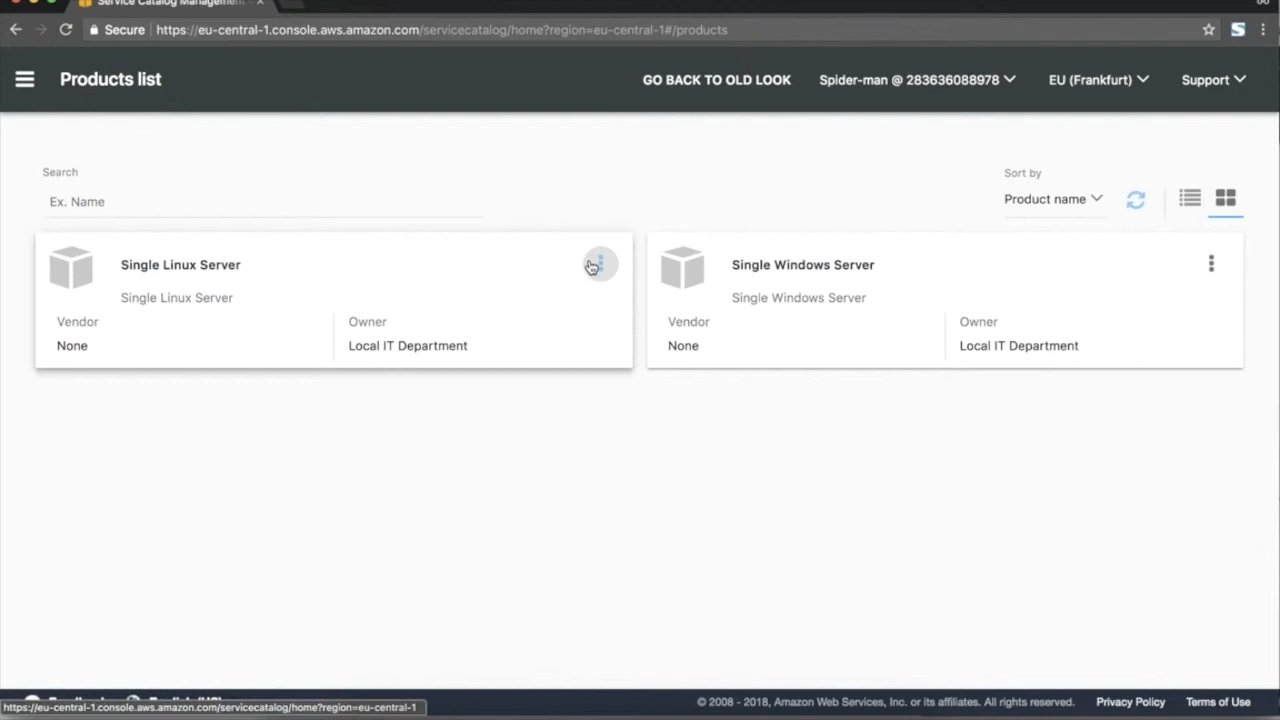 Service Catalog Management
Secure
https://eu-central-1.console.aws.amazon.com/servicecatalog/home?region=eu-central-1#/products
Products list
GO BACK TO OLD LOOK
Spider-man @ 283636088978
EU (Frankfurt)
Support
Search
Ex. Name
Sort by
Product name
Single Linux Server
Single Linux Server
Vendor
None
Owner
Local IT Department
Single Windows Server
Single Windows Server
Vendor
None
Owner
Local IT Department
https://eu-central-1.console.aws.amazon.com/servicecatalog/home?region=eu-central-1
© 2008 - 2018, Amazon Web Services, Inc. or its affiliates. All rights reserved.
Privacy Policy
Terms of Use